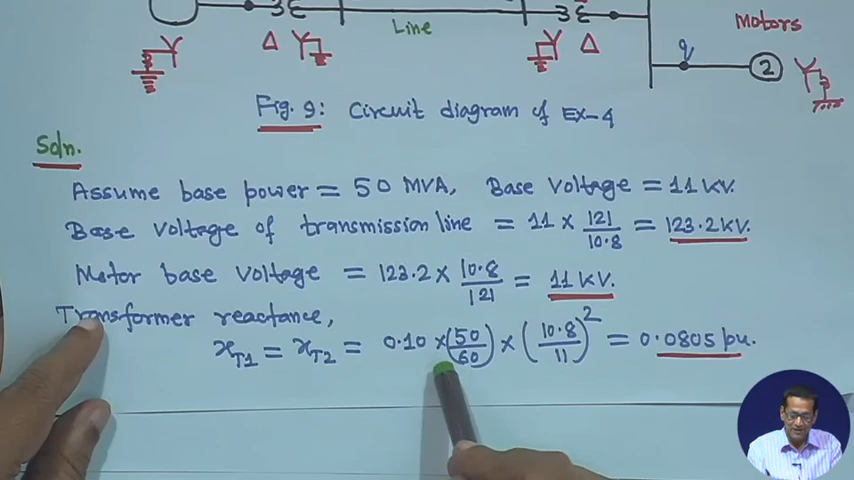 Line
Δ Y Y Δ
Motors
q
2
Fig. 9: Circuit diagram of Ex-4
Soln.
Assume base power = 50 MVA, Base Voltage = 11 KV.
Base Voltage of transmission line = 11 × 121/10.8 = 123.2 KV.
Motor base Voltage = 123.2 × 10.8/121 = 11 KV.
Transformer reactance,
x_T1 = x_T2 = 0.10 × (50/60) × (10.8/11)² = 0.0805 pu.